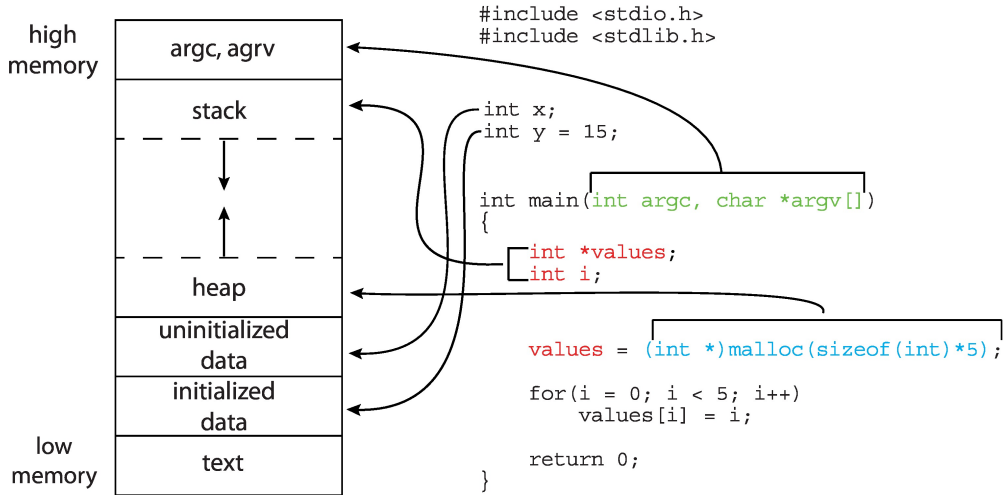 high
memory
argc, agrv
stack
heap
uninitialized
data
initialized
data
low
memory
text
#include <stdio.h>
#include <stdlib.h>
int x;
int y = 15;
int main(int argc, char *argv[])
{
int *values;
int i;
values = (int *)malloc(sizeof(int)*5);
for(i = 0; i < 5; i++)
values[i] = i;
return 0;
}